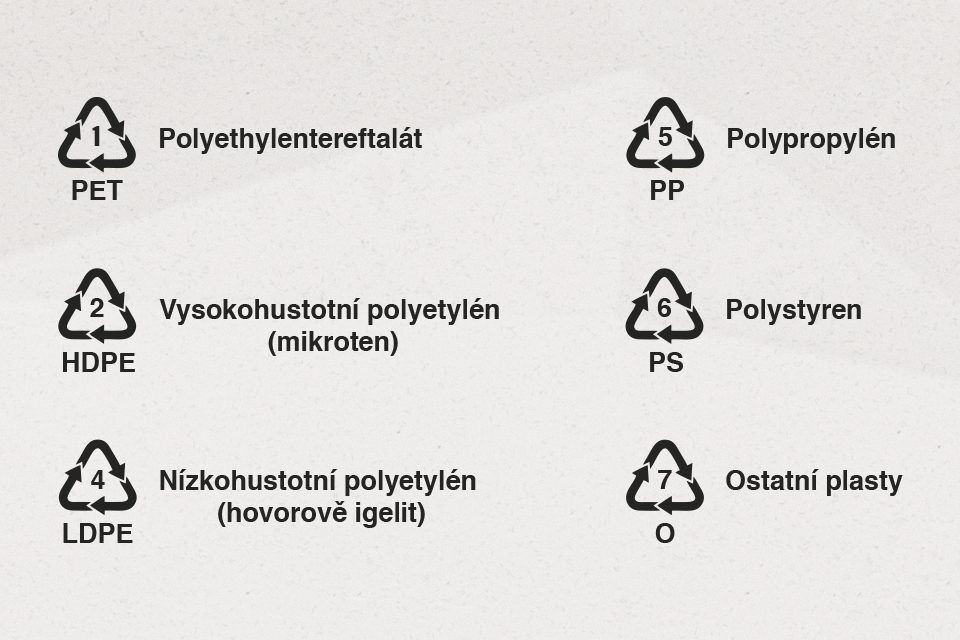 1
PET
Polyethylentereftalát
2
HDPE
Vysokohustotní polyetylén
(mikroten)
4
LDPE
Nízkohustotní polyetylén
(hovorově igelit)
5
PP
Polypropylén
6
PS
Polystyren
7
O
Ostatní plasty